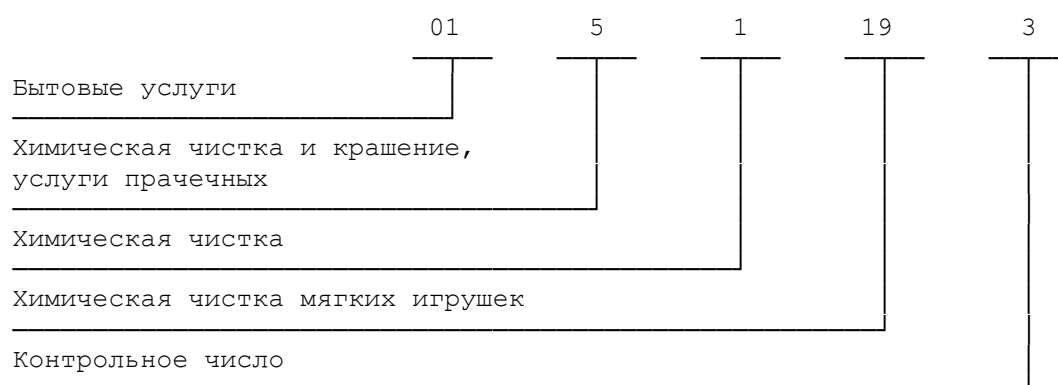 01 5 1 19 3
Бытовые услуги
Химическая чистка и крашение,
услуги прачечных
Химическая чистка
Химическая чистка мягких игрушек
Контрольное число